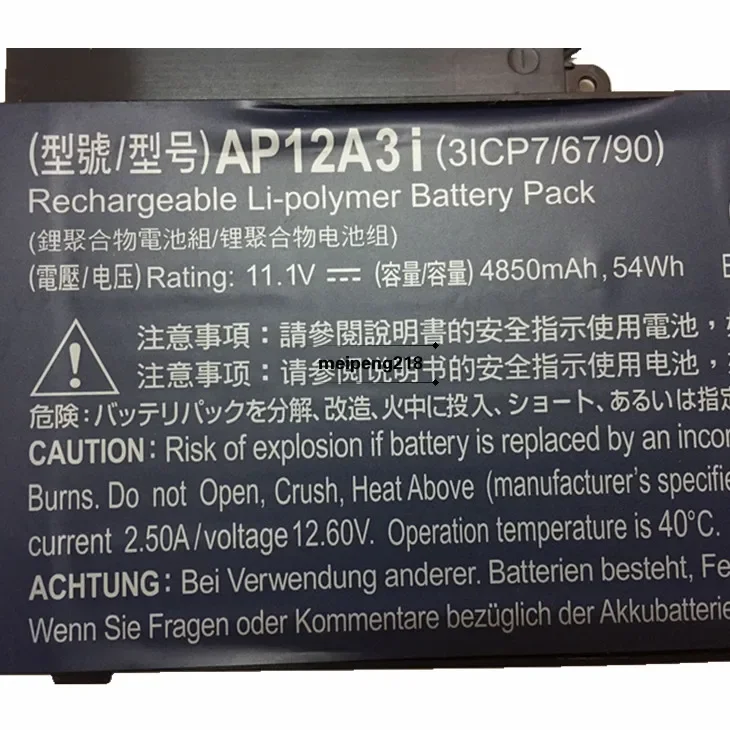 (型號/型号)AP12A3i (3ICP7/67/90)
Rechargeable Li-polymer Battery Pack
(鋰聚合物電池組/锂聚合物电池组)
(電壓/电压) Rating: 11.1V ⎓ (容量/容量) 4850mAh, 54Wh
注意事項：請參閱說明書的安全指示使用電池，
meipeng218
注意事项：请参阅说明书的安全指示使用电池，
危険：バッテリパックを分解、改造、火中に投入、ショート、あるいは指定
CAUTION: Risk of explosion if battery is replaced by an incor
Burns. Do not Open, Crush, Heat Above (manufacturer's specifie
current 2.50A/voltage 12.60V. Operation temperature is 40°C.
ACHTUNG: Bei Verwendung anderer. Batterien besteht, Fe
Wenn Sie Fragen oder Kommentare bezüglich der Akkubatterie